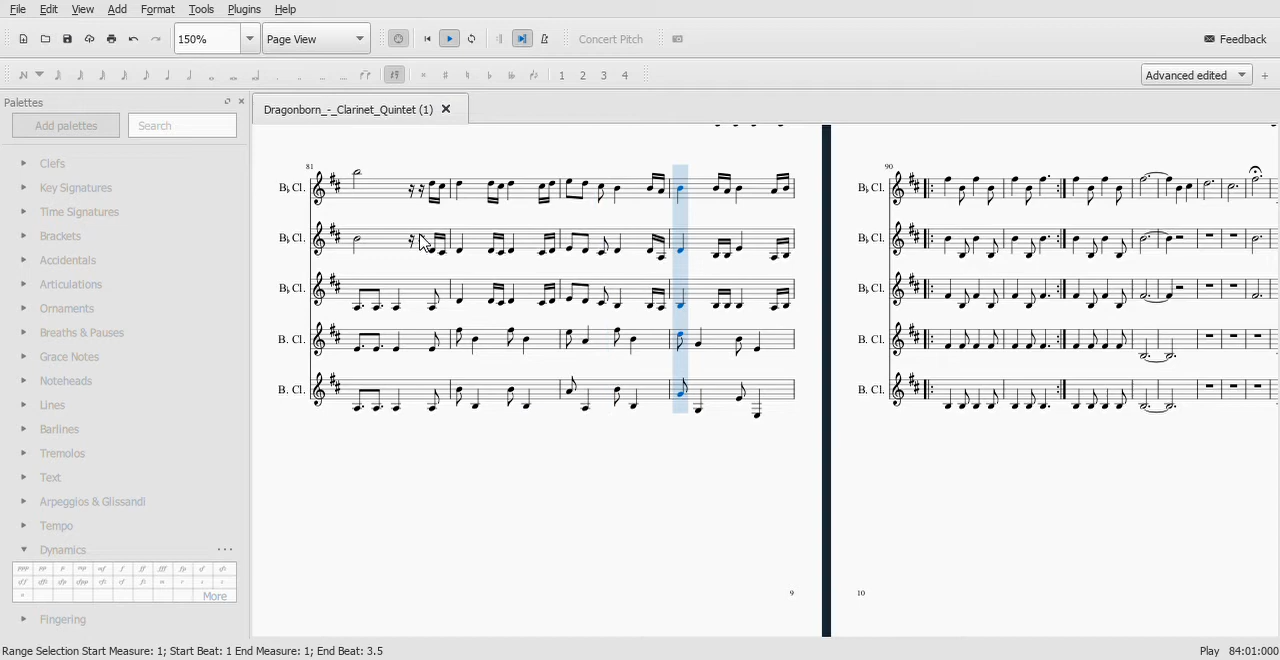 File Edit View Add Format Tools Plugins Help
150% Page View Concert Pitch Feedback
1 2 3 4 Advanced edited +
Palettes
Dragonborn_-_Clarinet_Quintet (1)
Add palettes Search
Clefs
Key Signatures
Time Signatures
Brackets
Accidentals
Articulations
Ornaments
Breaths & Pauses
Grace Notes
Noteheads
Lines
Barlines
Tremolos
Text
Arpeggios & Glissandi
Tempo
Dynamics
More
Fingering
81
B♭ Cl.
B♭ Cl.
B♭ Cl.
B. Cl.
B. Cl.
9
90
B♭ Cl.
B♭ Cl.
B♭ Cl.
B. Cl.
B. Cl.
10
Range Selection Start Measure: 1; Start Beat: 1 End Measure: 1; End Beat: 3.5
Play 84:01:000